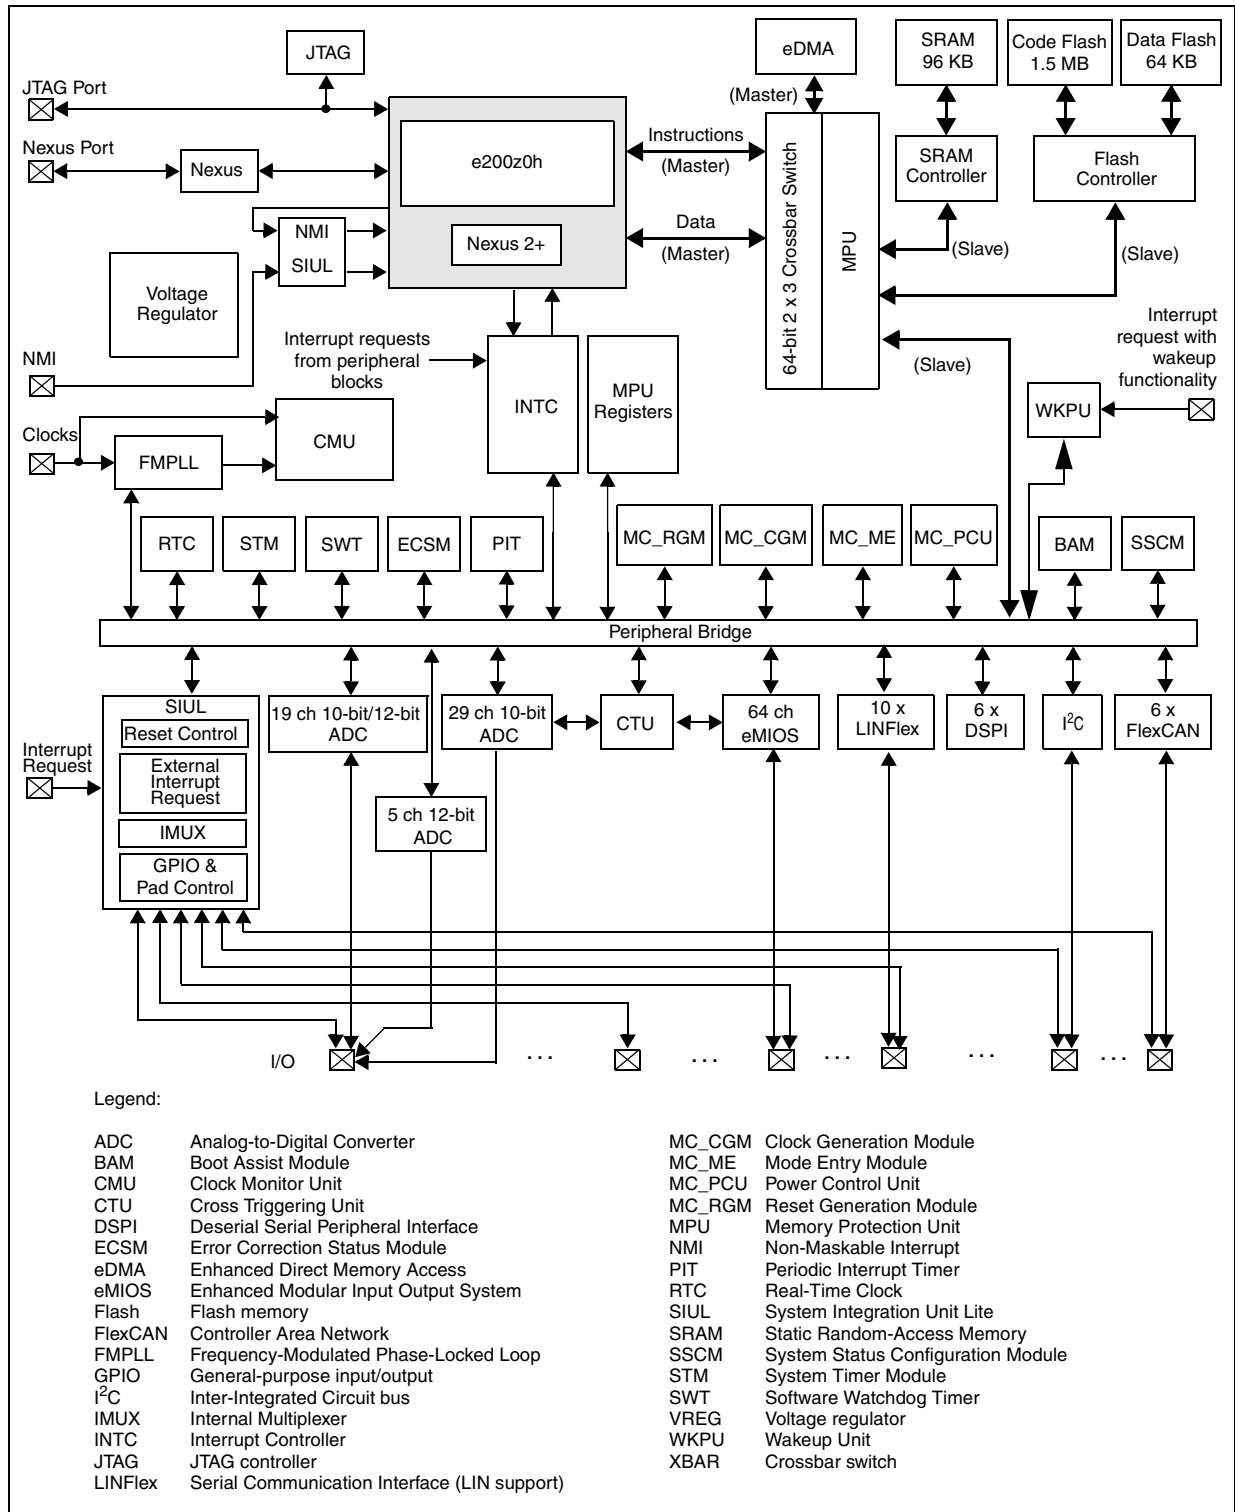 JTAG
eDMA
SRAM
96 KB
Code Flash
1.5 MB
Data Flash
64 KB
JTAG Port
(Master)
Nexus Port
Nexus
e200z0h
Instructions
(Master)
64-bit 2 x 3 Crossbar Switch
MPU
SRAM
Controller
Flash
Controller
NMI
SIUL
Nexus 2+
Data
(Master)
(Slave)
(Slave)
Voltage
Regulator
Interrupt requests
from peripheral
blocks
INTC
MPU
Registers
(Slave)
Interrupt
request with
wakeup
functionality
NMI
WKPU
Clocks
FMPLL
CMU
RTC
STM
SWT
ECSM
PIT
MC_RGM
MC_CGM
MC_ME
MC_PCU
BAM
SSCM
Peripheral Bridge
SIUL
Reset Control
External
Interrupt
Request
IMUX
GPIO &
Pad Control
Interrupt
Request
19 ch 10-bit/12-bit
ADC
29 ch 10-bit
ADC
CTU
64 ch
eMIOS
10 x
LINFlex
6 x
DSPI
I²C
6 x
FlexCAN
5 ch 12-bit
ADC
I/O
. . .
. . .
. . .
. . .
. . .
Legend:
ADC Analog-to-Digital Converter
BAM Boot Assist Module
CMU Clock Monitor Unit
CTU Cross Triggering Unit
DSPI Deserial Serial Peripheral Interface
ECSM Error Correction Status Module
eDMA Enhanced Direct Memory Access
eMIOS Enhanced Modular Input Output System
Flash Flash memory
FlexCAN Controller Area Network
FMPLL Frequency-Modulated Phase-Locked Loop
GPIO General-purpose input/output
I²C Inter-Integrated Circuit bus
IMUX Internal Multiplexer
INTC Interrupt Controller
JTAG JTAG controller
LINFlex Serial Communication Interface (LIN support)
MC_CGM Clock Generation Module
MC_ME Mode Entry Module
MC_PCU Power Control Unit
MC_RGM Reset Generation Module
MPU Memory Protection Unit
NMI Non-Maskable Interrupt
PIT Periodic Interrupt Timer
RTC Real-Time Clock
SIUL System Integration Unit Lite
SRAM Static Random-Access Memory
SSCM System Status Configuration Module
STM System Timer Module
SWT Software Watchdog Timer
VREG Voltage regulator
WKPU Wakeup Unit
XBAR Crossbar switch